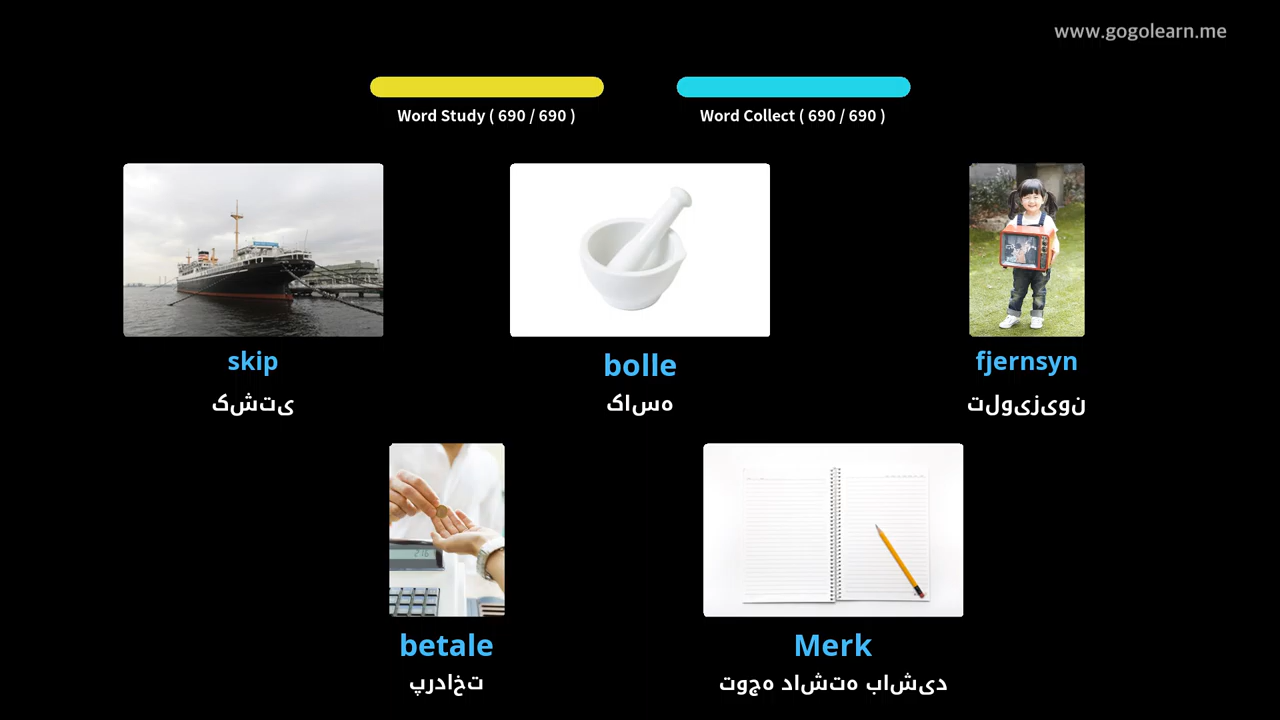 www.gogolearn.me
Word Study ( 690 / 690 )
Word Collect ( 690 / 690 )
skip
کشتی
bolle
کاسه
fjernsyn
تلویزیون
betale
پرداخت
Merk
توجه داشته باشید